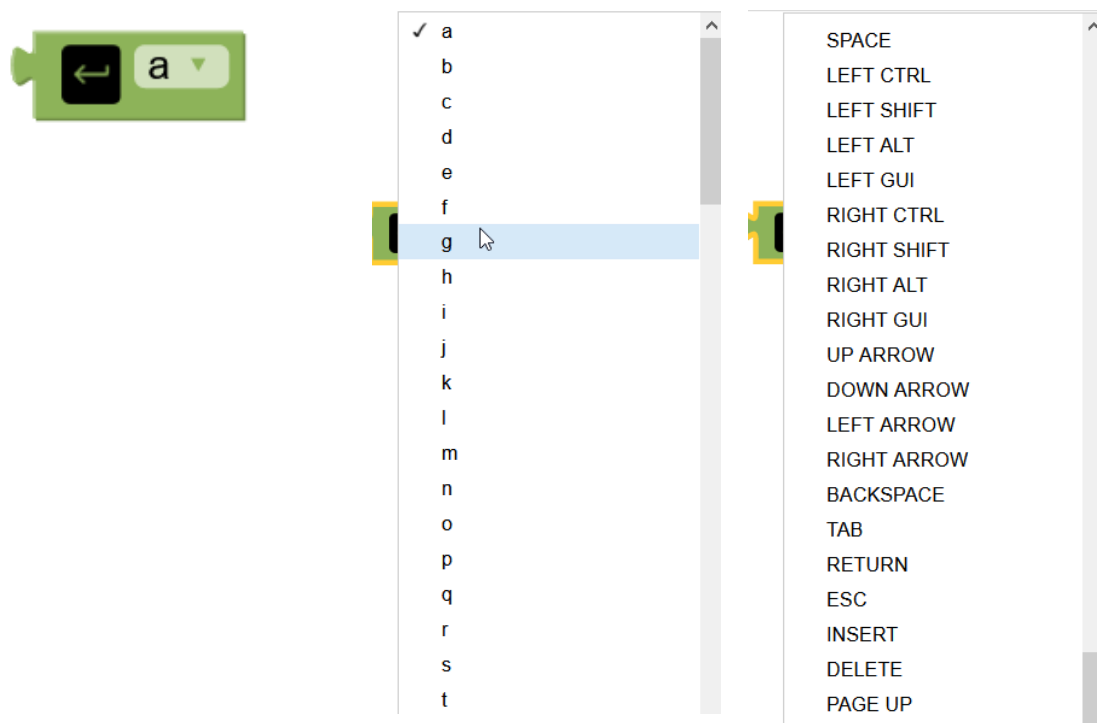 a
a
b
c
d
e
f
g
h
i
j
k
l
m
n
o
p
q
r
s
t
SPACE
LEFT CTRL
LEFT SHIFT
LEFT ALT
LEFT GUI
RIGHT CTRL
RIGHT SHIFT
RIGHT ALT
RIGHT GUI
UP ARROW
DOWN ARROW
LEFT ARROW
RIGHT ARROW
BACKSPACE
TAB
RETURN
ESC
INSERT
DELETE
PAGE UP